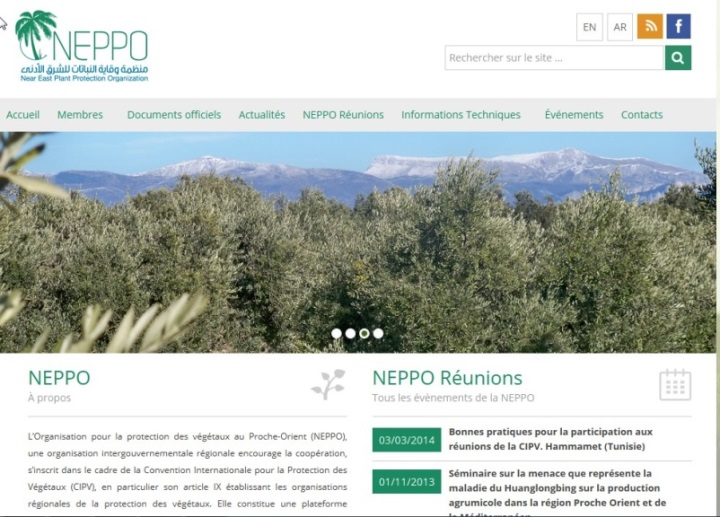 NEPPO
منظمة وقاية النباتات للشرق الأدنى
Near East Plant Protection Organization
EN
AR
Rechercher sur le site ...
Accueil Membres Documents officiels Actualités NEPPO Réunions Informations Techniques Événements Contacts
NEPPO
À propos
L'Organisation pour la protection des végétaux au Proche-Orient (NEPPO),
une organisation intergouvernementale régionale encourage la coopération,
s'inscrit dans le cadre de la Convention Internationale pour la Protection des
Végétaux (CIPV), en particulier son article IX établissant les organisations
régionales de la protection des végétaux. Elle constitue une plateforme
NEPPO Réunions
Tous les évènements de la NEPPO
03/03/2014
Bonnes pratiques pour la participation aux
réunions de la CIPV. Hammamet (Tunisie)
01/11/2013
Séminaire sur la menace que représente la
maladie du Huanglongbing sur la production
agrumicole dans la région Proche Orient et de
la Méditerranéen